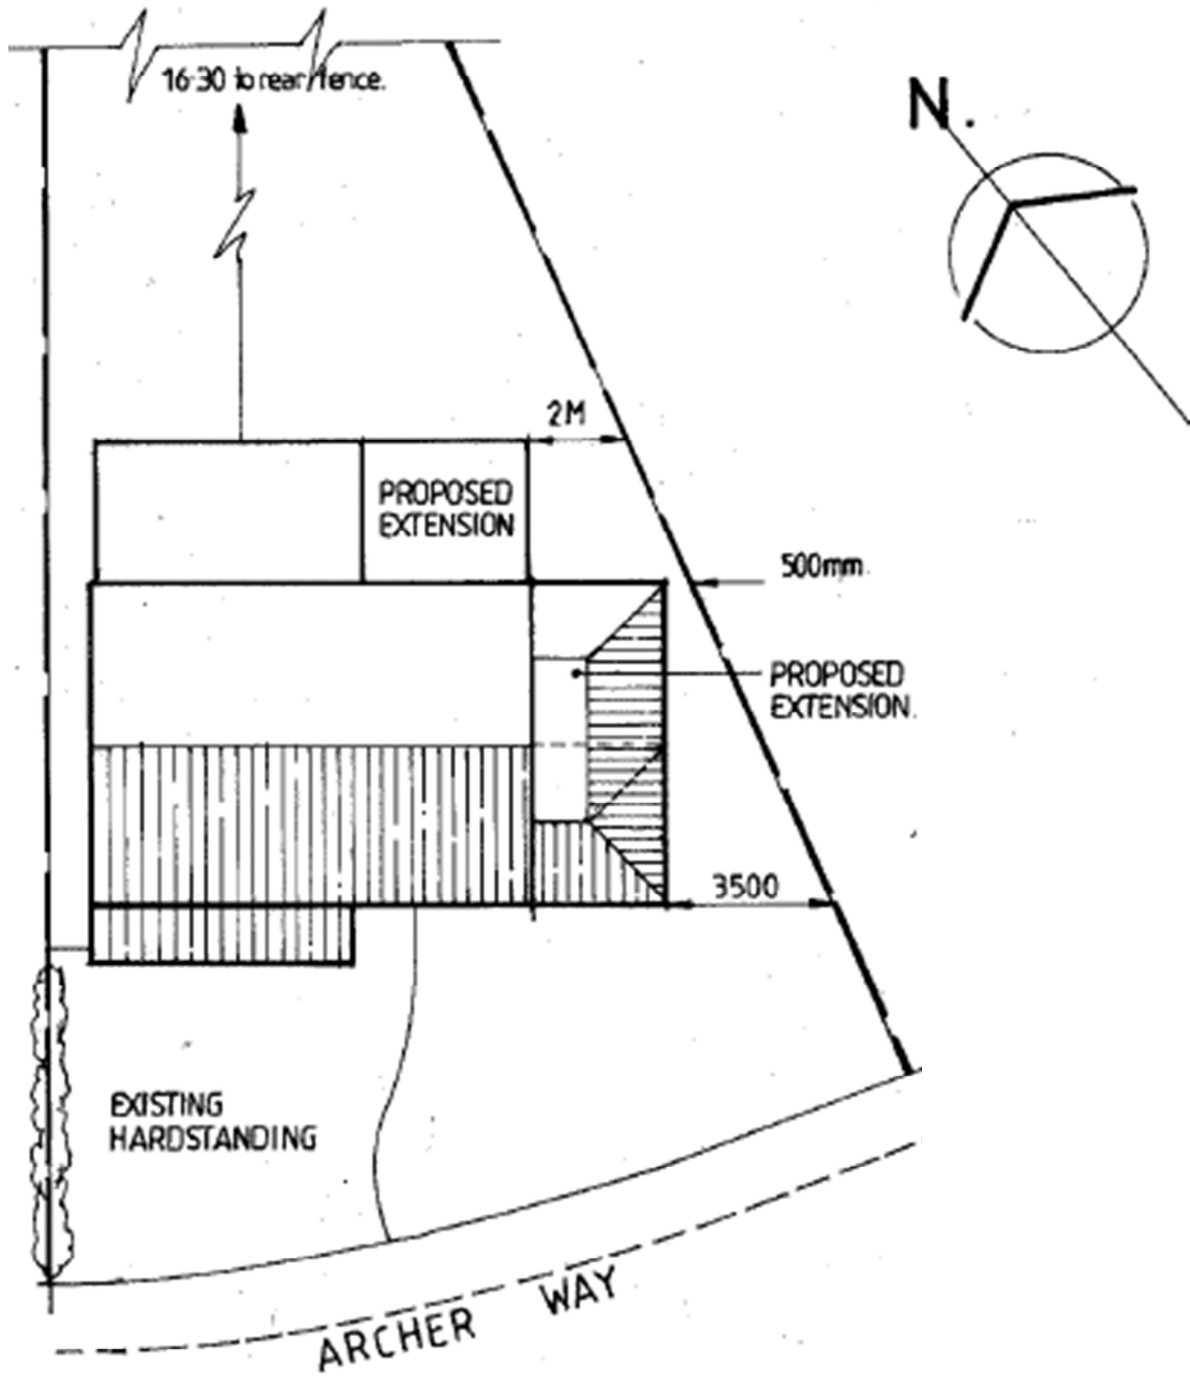 16·30 to rear fence.
N.
2M
PROPOSED
EXTENSION
500mm.
PROPOSED
EXTENSION.
3500
EXISTING
HARDSTANDING
ARCHER WAY